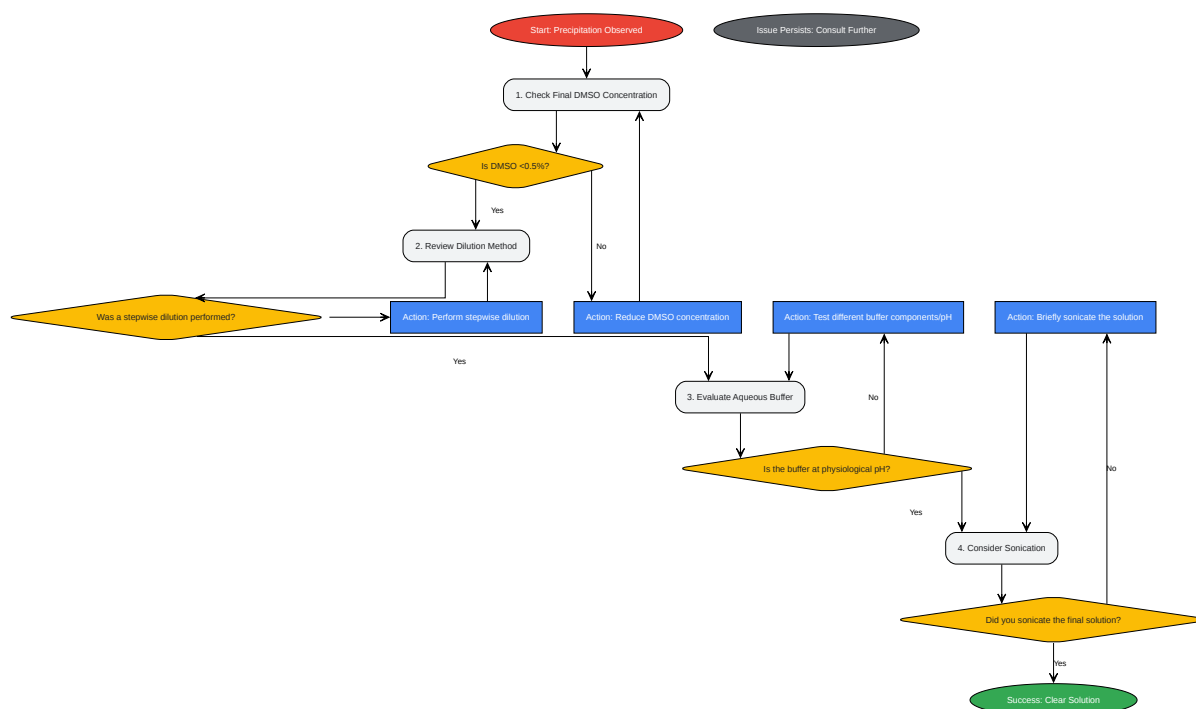 Start: Precipitation Observed
Issue Persists: Consult Further
1. Check Final DMSO Concentration
Is DMSO <0.5%?
Yes
No
2. Review Dilution Method
Was a stepwise dilution performed?
Action: Perform stepwise dilution
Action: Reduce DMSO concentration
Action: Test different buffer components/pH
Action: Briefly sonicate the solution
Yes
3. Evaluate Aqueous Buffer
No
Is the buffer at physiological pH?
No
Yes
4. Consider Sonication
Did you sonicate the final solution?
Yes
Success: Clear Solution